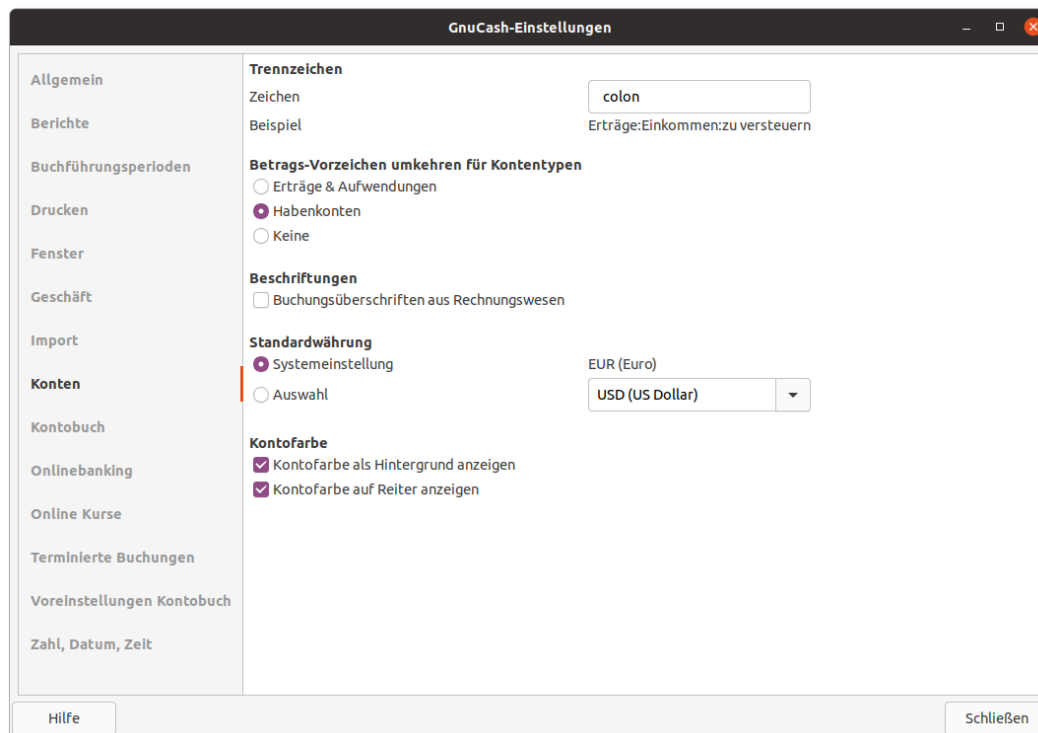 GnuCash-Einstellungen
Allgemein
Berichte
Buchführungsperioden
Drucken
Fenster
Geschäft
Import
Konten
Kontobuch
Onlinebanking
Online Kurse
Terminierte Buchungen
Voreinstellungen Kontobuch
Zahl, Datum, Zeit
Trennzeichen
Zeichen colon
Beispiel Erträge:Einkommen:zu versteuern
Betrags-Vorzeichen umkehren für Kontentypen
Erträge & Aufwendungen
Habenkonten
Keine
Beschriftungen
Buchungsüberschriften aus Rechnungswesen
Standardwährung
Systemeinstellung EUR (Euro)
Auswahl USD (US Dollar)
Kontofarbe
Kontofarbe als Hintergrund anzeigen
Kontofarbe auf Reiter anzeigen
Hilfe Schließen